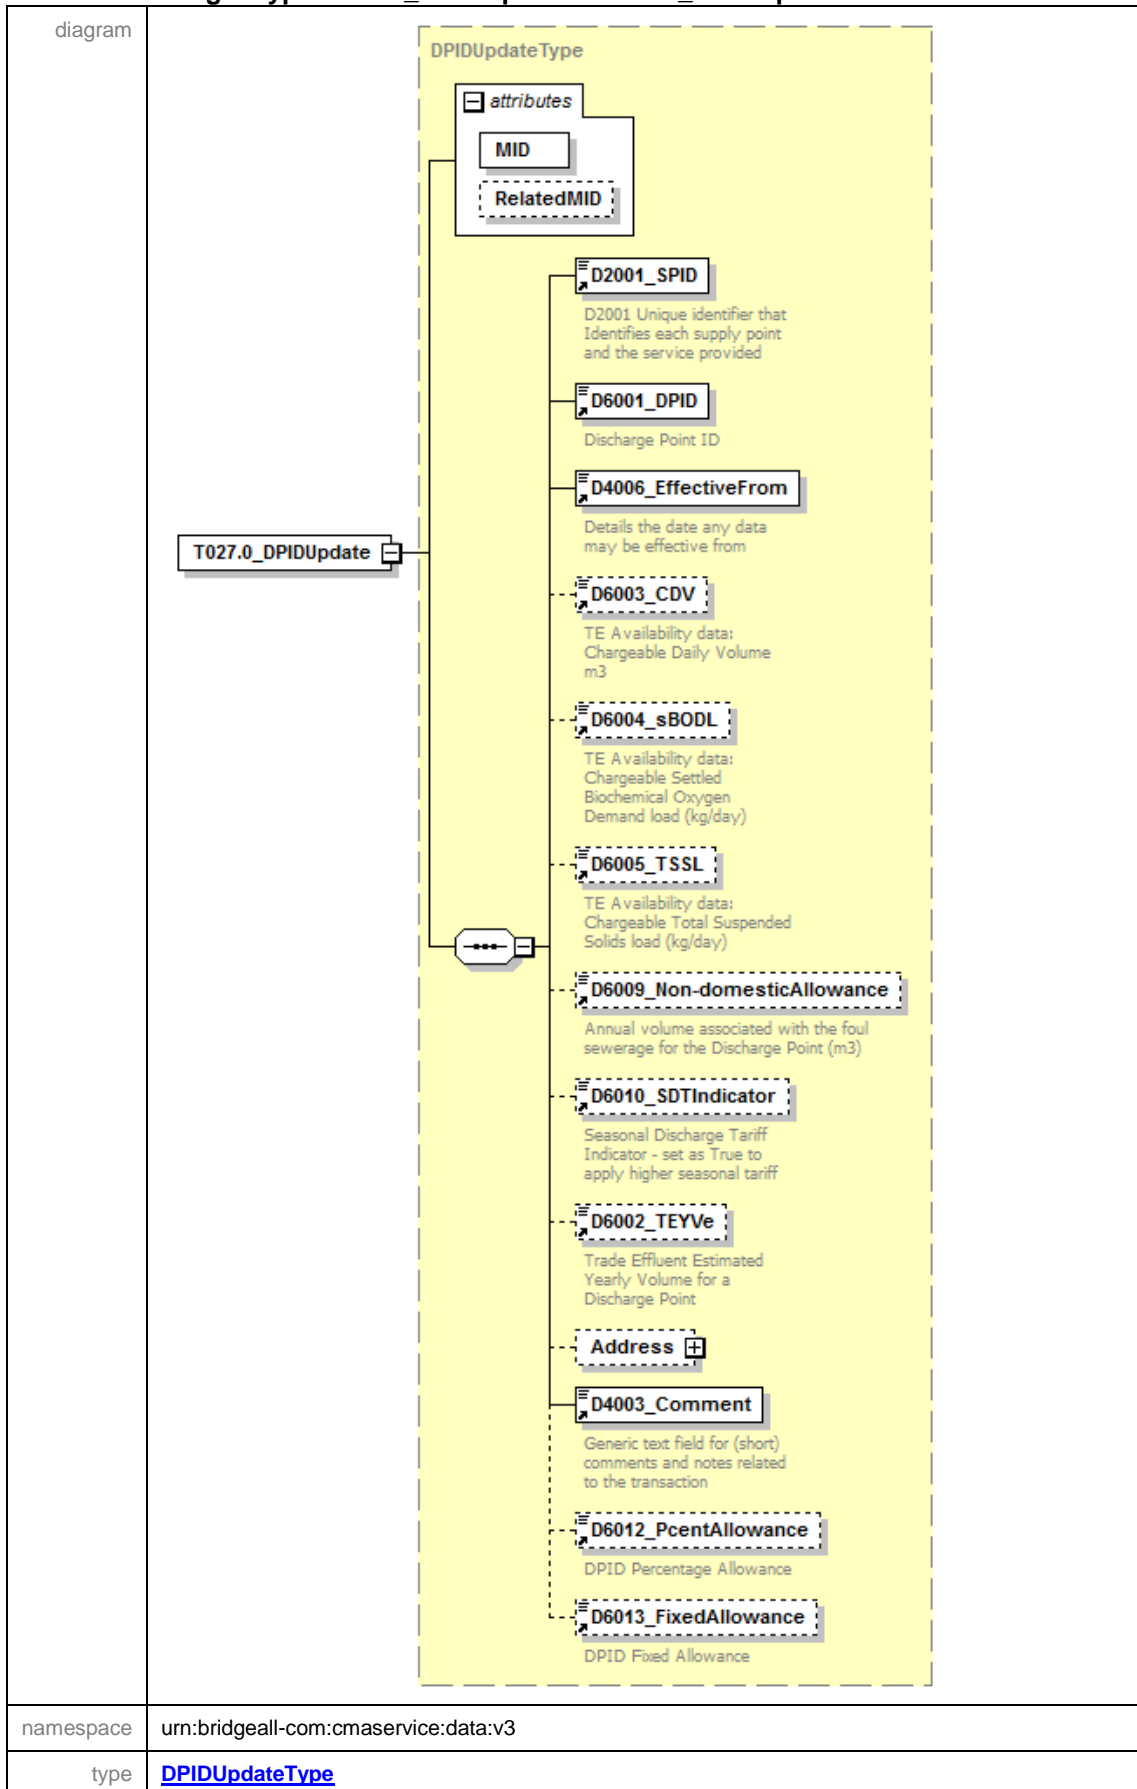 diagram
DPIDUpdateType
attributes
MID
RelatedMID
D2001_SPID
D2001 Unique identifier that
Identifies each supply point
and the service provided
D6001_DPID
Discharge Point ID
D4006_EffectiveFrom
Details the date any data
may be effective from
T027.0_DPIDUpdate
D6003_CDV
TE Availability data:
Chargeable Daily Volume
m3
D6004_sBODL
TE Availability data:
Chargeable Settled
Biochemical Oxygen
Demand load (kg/day)
D6005_TSSL
TE Availability data:
Chargeable Total Suspended
Solids load (kg/day)
D6009_Non-domesticAllowance
Annual volume associated with the foul
sewerage for the Discharge Point (m3)
D6010_SDTIndicator
Seasonal Discharge Tariff
Indicator - set as True to
apply higher seasonal tariff
D6002_TEYVe
Trade Effluent Estimated
Yearly Volume for a
Discharge Point
Address
D4003_Comment
Generic text field for (short)
comments and notes related
to the transaction
D6012_PcentAllowance
DPID Percentage Allowance
D6013_FixedAllowance
DPID Fixed Allowance
namespace urn:bridgeall-com:cmaservice:data:v3
type DPIDUpdateType